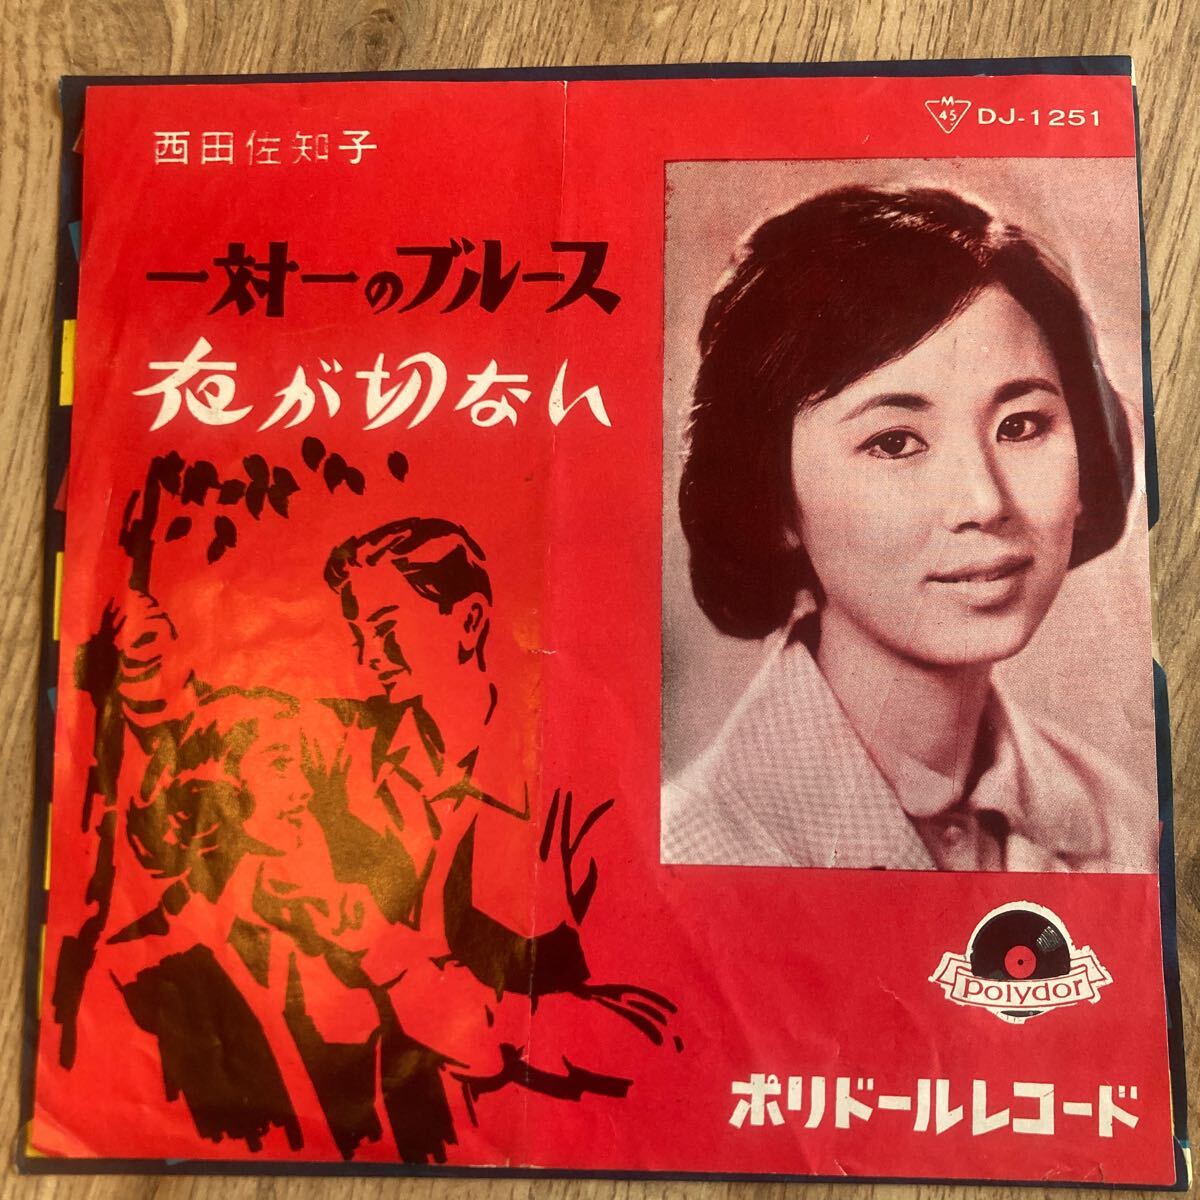 西田佐知子
M
45
DJ-1251
一対一のブルース
夜が切ない
polydor
ポリドールレコード